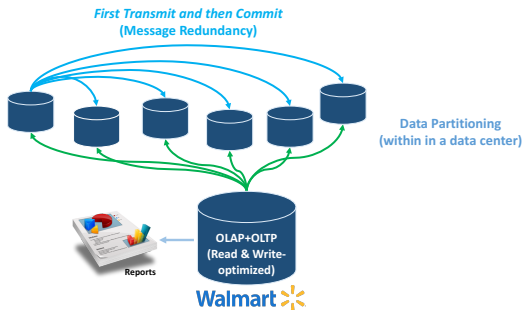 First Transmit and then Commit
(Message Redundancy)
Data Partitioning
(within in a data center)
OLAP+OLTP
(Read & Write-
optimized)
Reports
Walmart